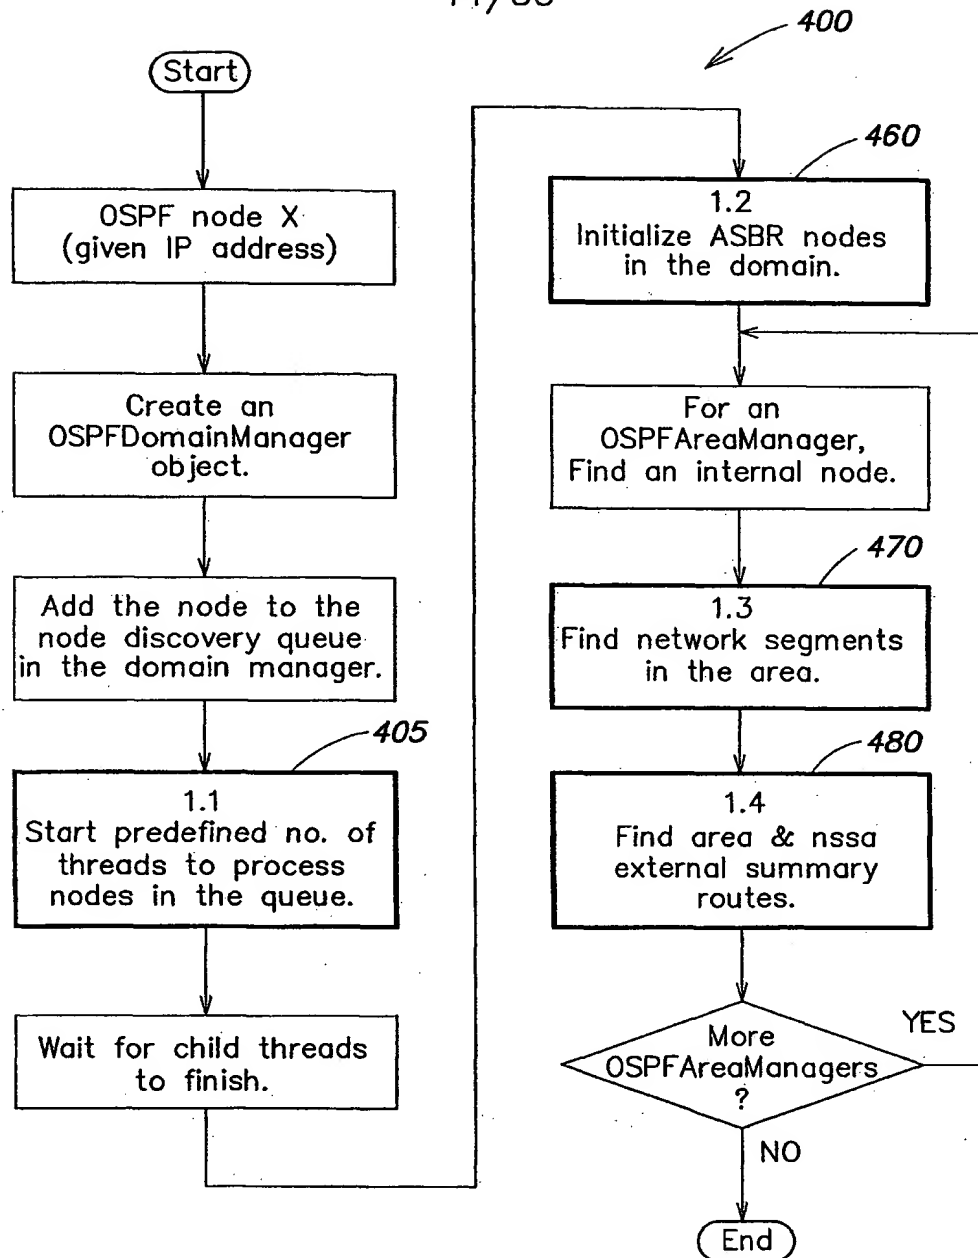 400
Start
OSPF node X
(given IP address)
Create an
OSPFDomainManager
object.
Add the node to the
node discovery queue
in the domain manager.
405
1.1
Start predefined no. of
threads to process
nodes in the queue.
Wait for child threads
to finish.
460
1.2
Initialize ASBR nodes
in the domain.
For an
OSPFAreaManager,
Find an internal node.
470
1.3
Find network segments
in the area.
480
1.4
Find area & nssa
external summary
routes.
More
OSPFAreaManagers
?
YES
NO
End